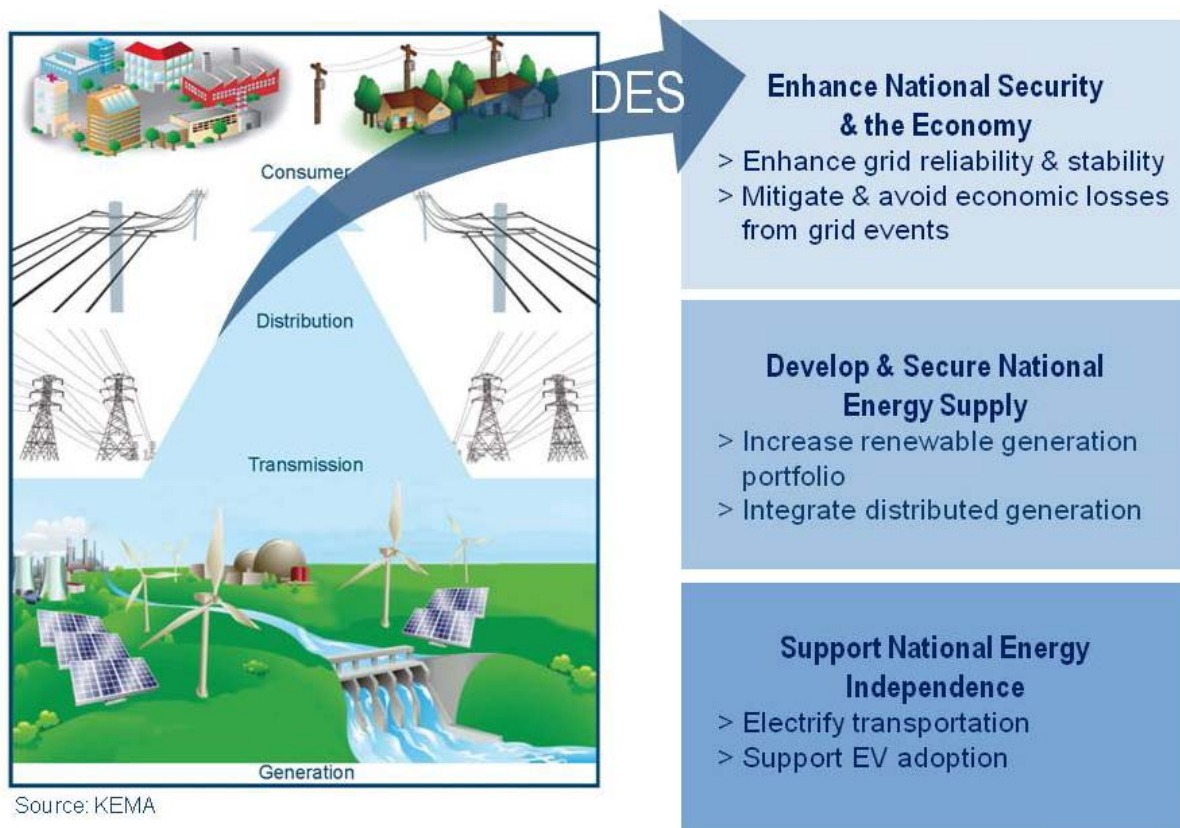 DES
Consumer
Distribution
Transmission
Generation
Source: KEMA
Enhance National Security
& the Economy
> Enhance grid reliability & stability
> Mitigate & avoid economic losses
from grid events
Develop & Secure National
Energy Supply
> Increase renewable generation
portfolio
> Integrate distributed generation
Support National Energy
Independence
> Electrify transportation
> Support EV adoption